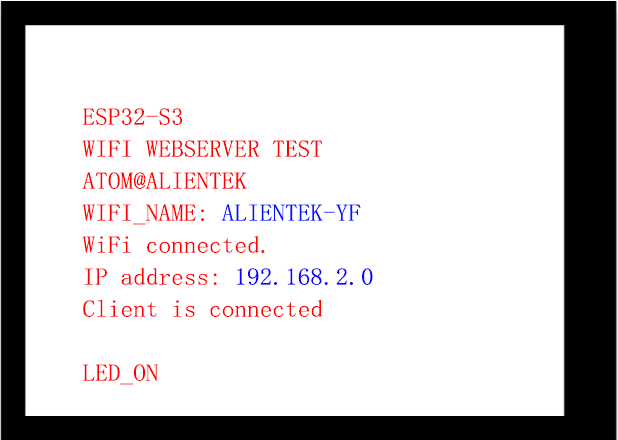 ESP32-S3
WIFI WEBSERVER TEST
ATOM@ALIENTEK
WIFI_NAME: ALIENTEK-YF
WiFi connected.
IP address: 192.168.2.0
Client is connected
LED_ON